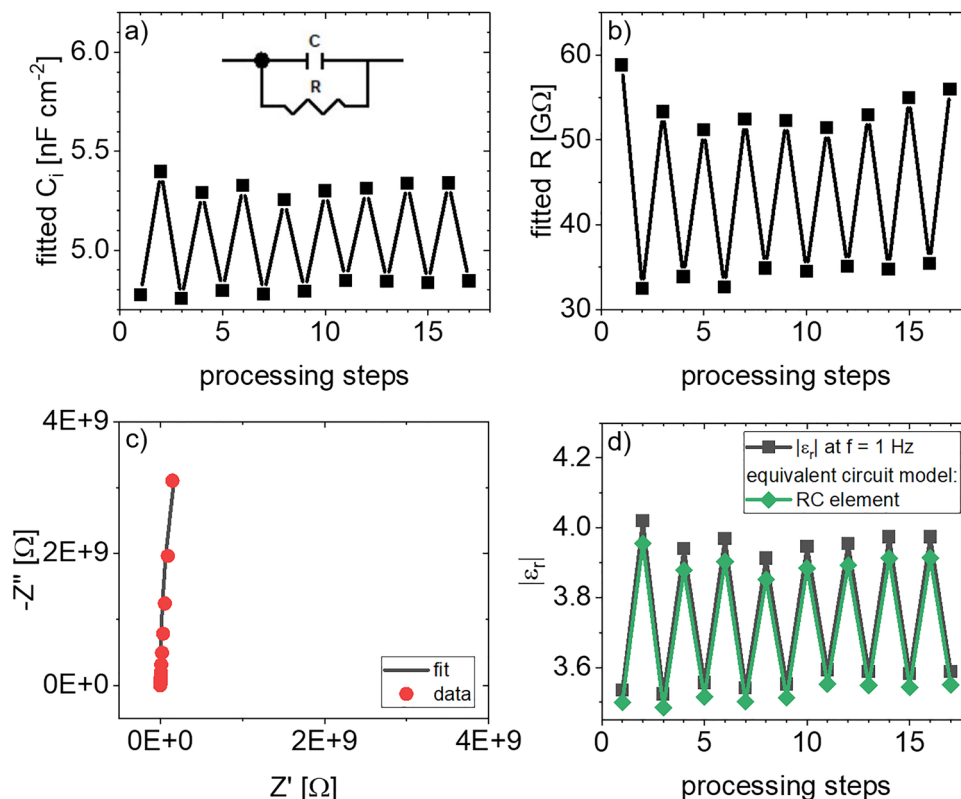 a)
C
R
fitted Cᵢ [nF cm⁻²]
6.0
5.5
5.0
0 5 10 15
processing steps
b)
fitted R [GΩ]
60
50
40
30
0 5 10 15
processing steps
c)
-Z'' [Ω]
4E+9
2E+9
0E+0
fit
data
0E+0 2E+9 4E+9
Z' [Ω]
d)
|εᵣ|
4.2
4.0
3.8
3.6
|εᵣ| at f = 1 Hz
equivalent circuit model:
RC element
0 5 10 15
processing steps